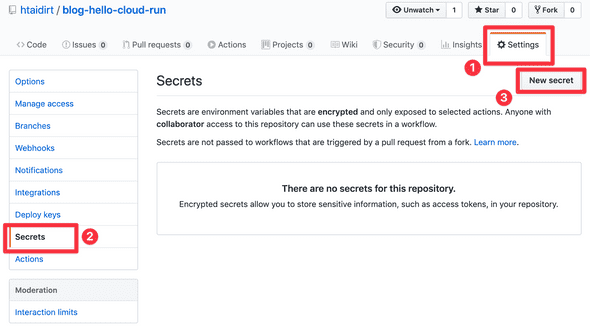 htaidirt / blog-hello-cloud-run
Unwatch 1 Star 0 Fork 0
Code Issues 0 Pull requests 0 Actions Projects 0 Wiki Security 0 Insights Settings
1
Options
Manage access
Branches
Webhooks
Notifications
Integrations
Deploy keys
Secrets
2
Actions
Moderation
Interaction limits
Secrets
New secret
3
Secrets are environment variables that are encrypted and only exposed to selected actions. Anyone with
collaborator access to this repository can use these secrets in a workflow.
Secrets are not passed to workflows that are triggered by a pull request from a fork. Learn more.
There are no secrets for this repository.
Encrypted secrets allow you to store sensitive information, such as access tokens, in your repository.